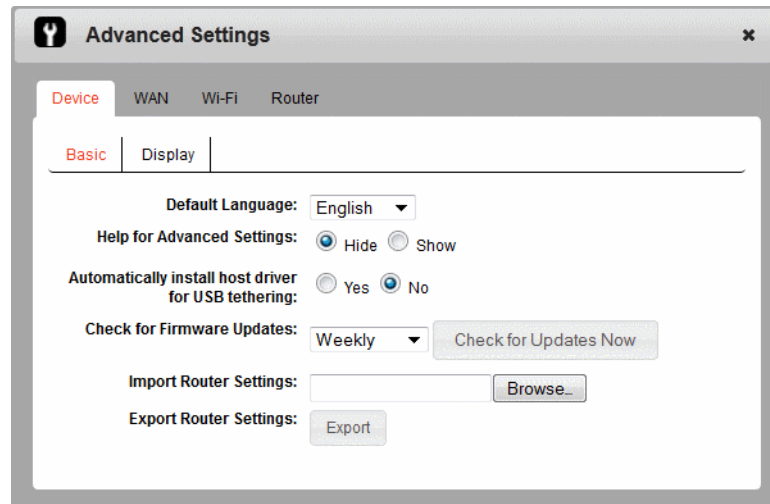 Advanced Settings
Device WAN Wi-Fi Router
Basic Display
Default Language: English
Help for Advanced Settings: Hide Show
Automatically install host driver
for USB tethering: Yes No
Check for Firmware Updates: Weekly Check for Updates Now
Import Router Settings: Browse...
Export Router Settings: Export